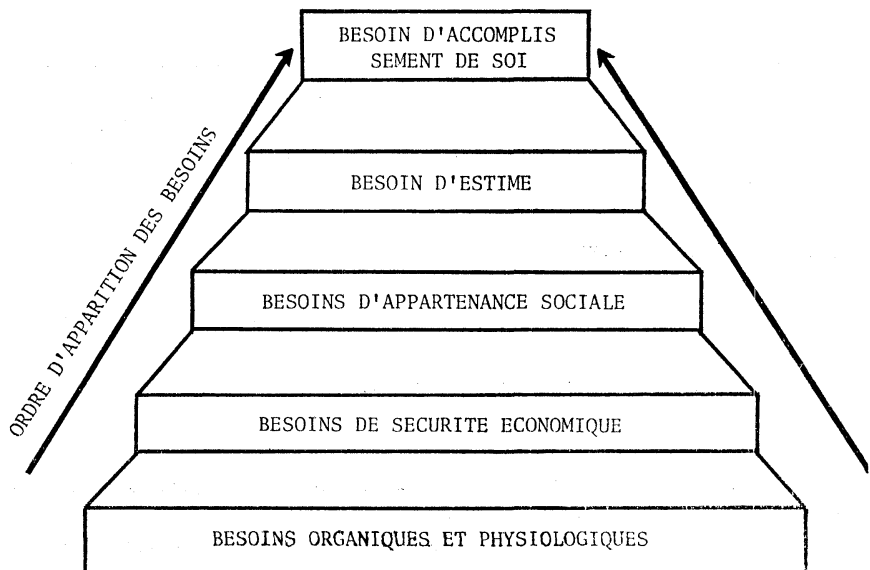 BESOIN D'ACCOMPLIS
SEMENT DE SOI
ORDRE D'APPARITION DES BESOINS
BESOIN D'ESTIME
BESOINS D'APPARTENANCE SOCIALE
BESOINS DE SECURITE ECONOMIQUE
BESOINS ORGANIQUES ET PHYSIOLOGIQUES